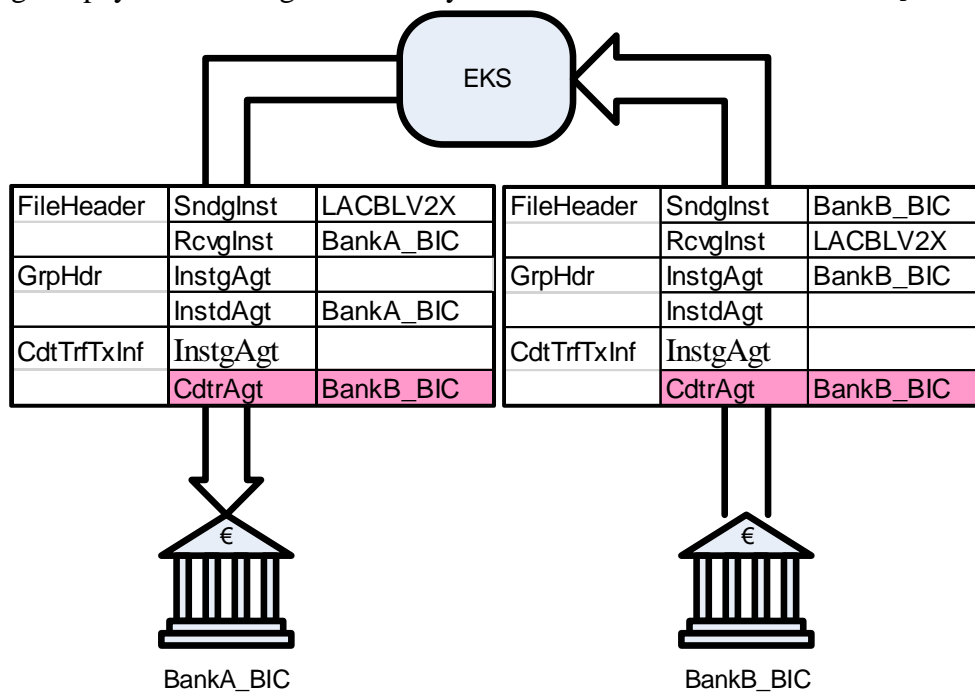 EKS
FileHeader SndgInst LACBLV2X
RcvgInst BankA_BIC
GrpHdr InstgAgt
InstdAgt BankA_BIC
CdtTrfTxInf InstgAgt
CdtrAgt BankB_BIC
FileHeader SndgInst BankB_BIC
RcvgInst LACBLV2X
GrpHdr InstgAgt BankB_BIC
InstdAgt
CdtTrfTxInf InstgAgt
CdtrAgt BankB_BIC
€
€
BankA_BIC
BankB_BIC